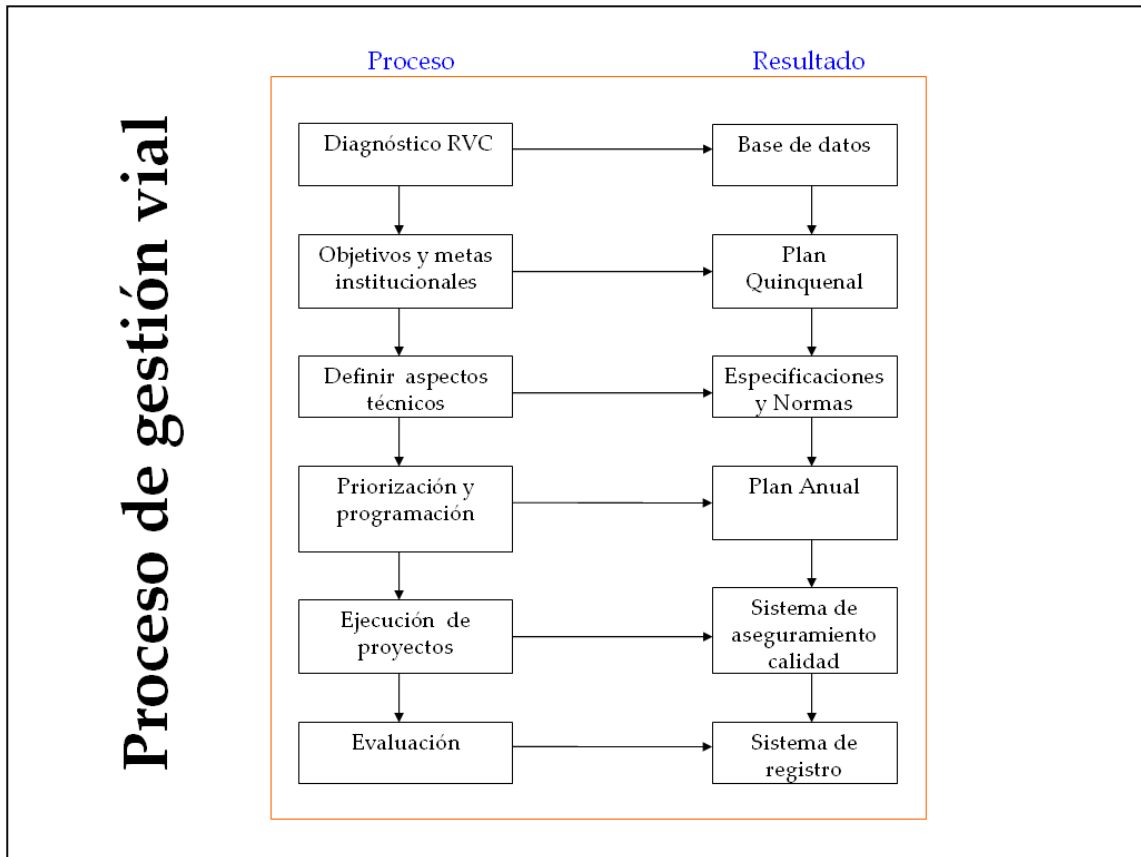 Proceso de gestión vial
Proceso
Resultado
Diagnóstico RVC
Base de datos
Objetivos y metas
institucionales
Plan
Quinquenal
Definir aspectos
técnicos
Especificaciones
y Normas
Priorización y
programación
Plan Anual
Ejecución de
proyectos
Sistema de
aseguramiento
calidad
Evaluación
Sistema de
registro